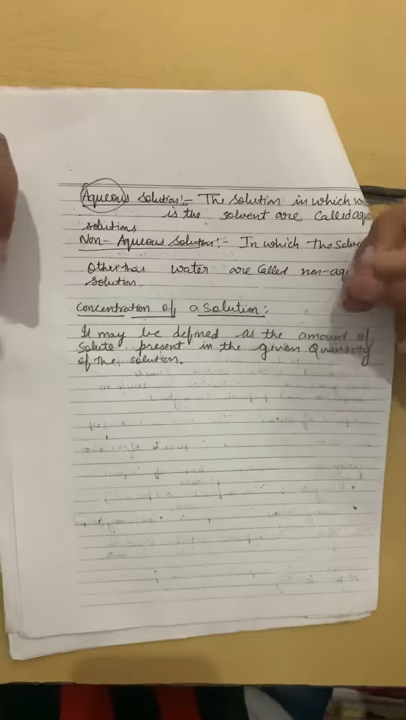 Aqueous solution:- The solution in which
is the solvent are called
solutions
Non-Aqueous solution:- In which the
other than water are called non-
solution.
Concentration of a solution:
It may be defined as the amount of
solute present in the given Quantity
of the solution.